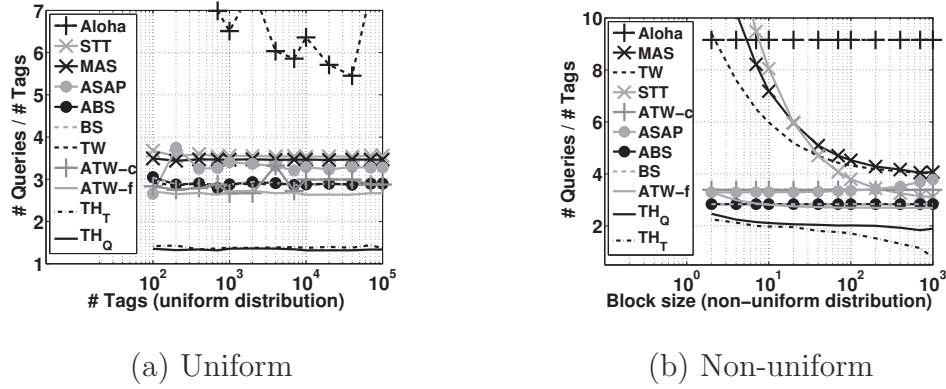 7
6
5
4
3
2
1
# Queries / # Tags
Aloha
STT
MAS
ASAP
ABS
BS
TW
ATW-c
ATW-f
TH_T
TH_Q
10^2 10^3 10^4 10^5
# Tags (uniform distribution)
(a) Uniform
10
8
6
4
2
# Queries / # Tags
Aloha
MAS
TW
STT
ATW-c
ASAP
ABS
BS
ATW-f
TH_Q
TH_T
10^0 10^1 10^2 10^3
Block size (non-uniform distribution)
(b) Non-uniform